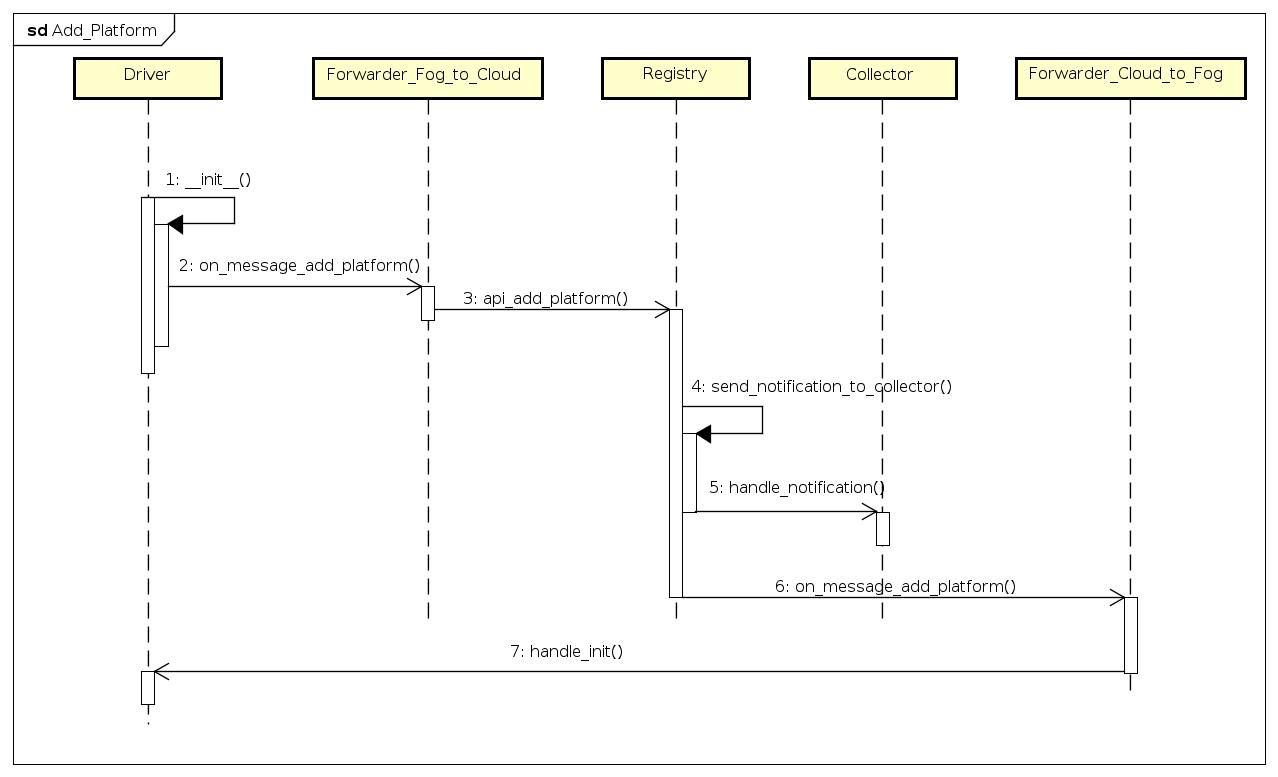 sd Add_Platform
Driver
Forwarder_Fog_to_Cloud
Registry
Collector
Forwarder_Cloud_to_Fog
1: __init__()
2: on_message_add_platform()
3: api_add_platform()
4: send_notification_to_collector()
5: handle_notification()
6: on_message_add_platform()
7: handle_init()